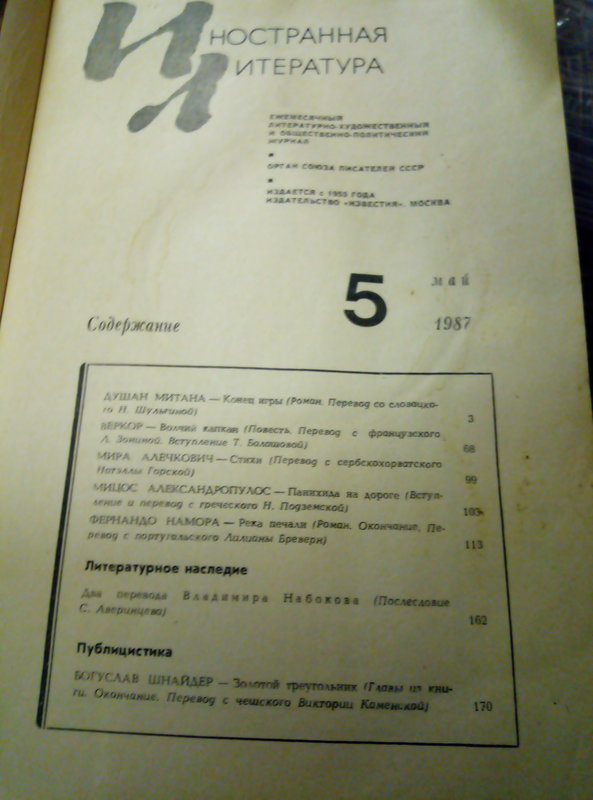 Иностранная
Литература
ЕЖЕМЕСЯЧНЫЙ
ЛИТЕРАТУРНО-ХУДОЖЕСТВЕННЫЙ
И ОБЩЕСТВЕННО-ПОЛИТИЧЕСКИЙ
ЖУРНАЛ
ОРГАН СОЮЗА ПИСАТЕЛЕЙ СССР
ИЗДАЕТСЯ с 1955 ГОДА
ИЗДАТЕЛЬСТВО «ИЗВЕСТИЯ». МОСКВА
5 май
1987
Содержание
ДУШАН МИТАНА — Конец игры (Роман. Перевод со словацко-
го Н. Шульгиной) 3
ВЕРКОР — Волчий капкан (Повесть. Перевод с французского
Л. Зониной. Вступление Т. Балашовой) 68
МИРА АЛЕЧКОВИЧ — Стихи (Перевод с сербскохорватского
Натэллы Горской) 99
МИЦОС АЛЕКСАНДРОПУЛОС — Панихида на дороге (Вступ-
ление и перевод с греческого Н. Подземской) 103
ФЕРНАНДО НАМОРА — Река печали (Роман. Окончание. Пе-
ревод с португальского Лилианы Бреверн) 113
Литературное наследие
Два перевода Владимира Набокова (Послесловие
С. Аверинцева) 162
Публицистика
БОГУСЛАВ ШНАЙДЕР — Золотой треугольник (Главы из кни-
ги. Окончание. Перевод с чешского Виктории Каменской) 170